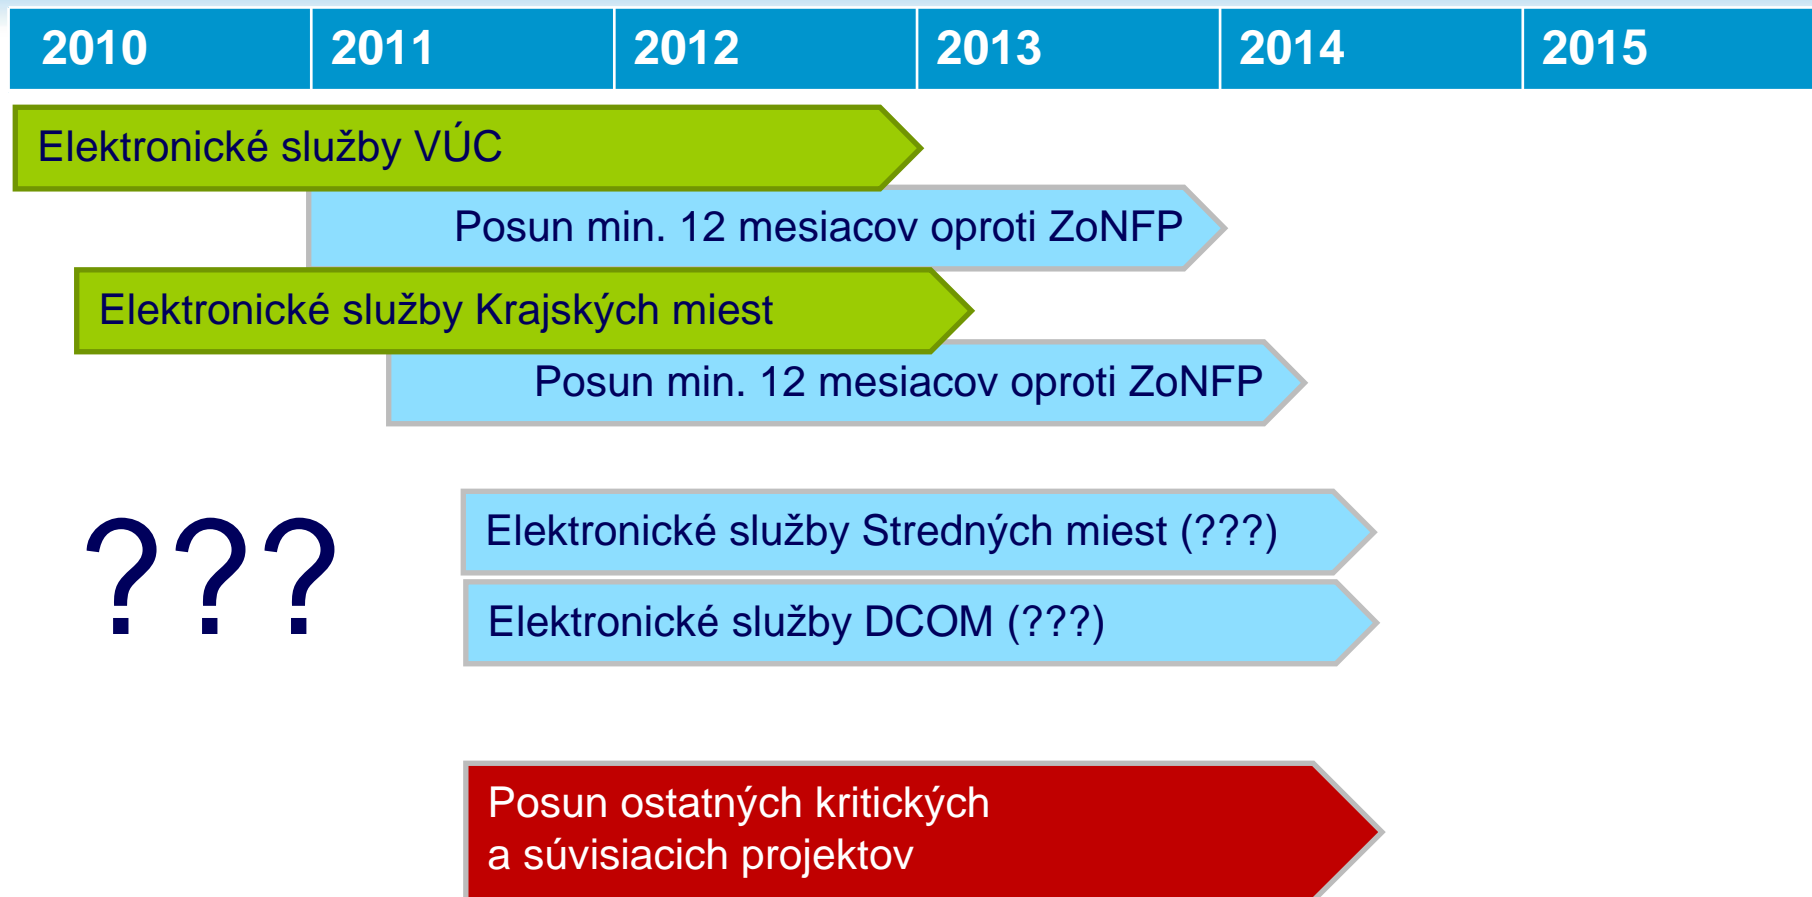 2010 2011 2012 2013 2014 2015
Elektronické služby VÚC
Posun min. 12 mesiacov oproti ZoNFP
Elektronické služby Krajských miest
Posun min. 12 mesiacov oproti ZoNFP
???
Elektronické služby Stredných miest (???)
Elektronické služby DCOM (???)
Posun ostatných kritických
a súvisiacich projektov